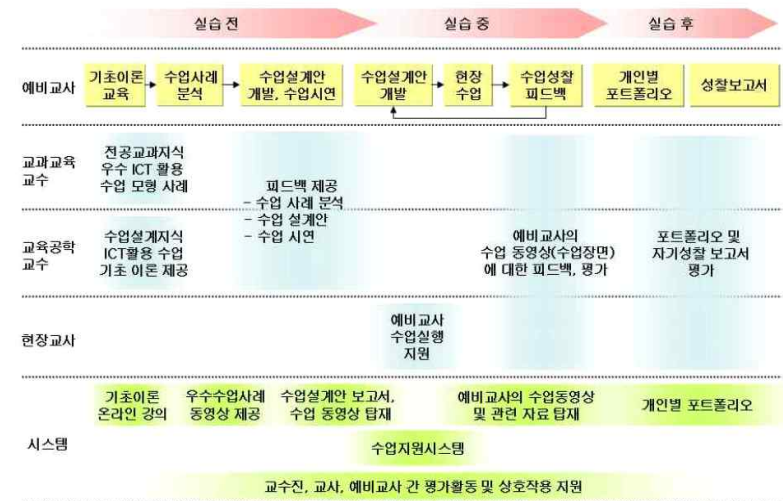 실습 전
실습 중
실습 후
예비교사
기초이론
교육
수업사례
분석
수업설계안
개발, 수업시연
수업설계안
개발
현장
수업
수업성찰
피드백
개인별
포트폴리오
성찰보고서
교과교육
교수
전공교과지식
우수 ICT 활용
수업 모형 사례
피드백 제공
- 수업 사례 분석
- 수업 설계안
- 수업 시연
교육공학
교수
수업설계지식
ICT활용 수업
기초 이론 제공
예비교사의
수업 동영상(수업장면)
에 대한 피드백, 평가
포트폴리오 및
자기성찰 보고서
평가
현장교사
예비교사
수업실행
지원
시스템
기초이론
온라인 강의
우수수업사례
동영상 제공
수업설계안 보고서,
수업 동영상 탑재
예비교사의 수업동영상
및 관련 자료 탑재
개인별 포트폴리오
수업지원시스템
교수진, 교사, 예비교사 간 평가활동 및 상호작용 지원